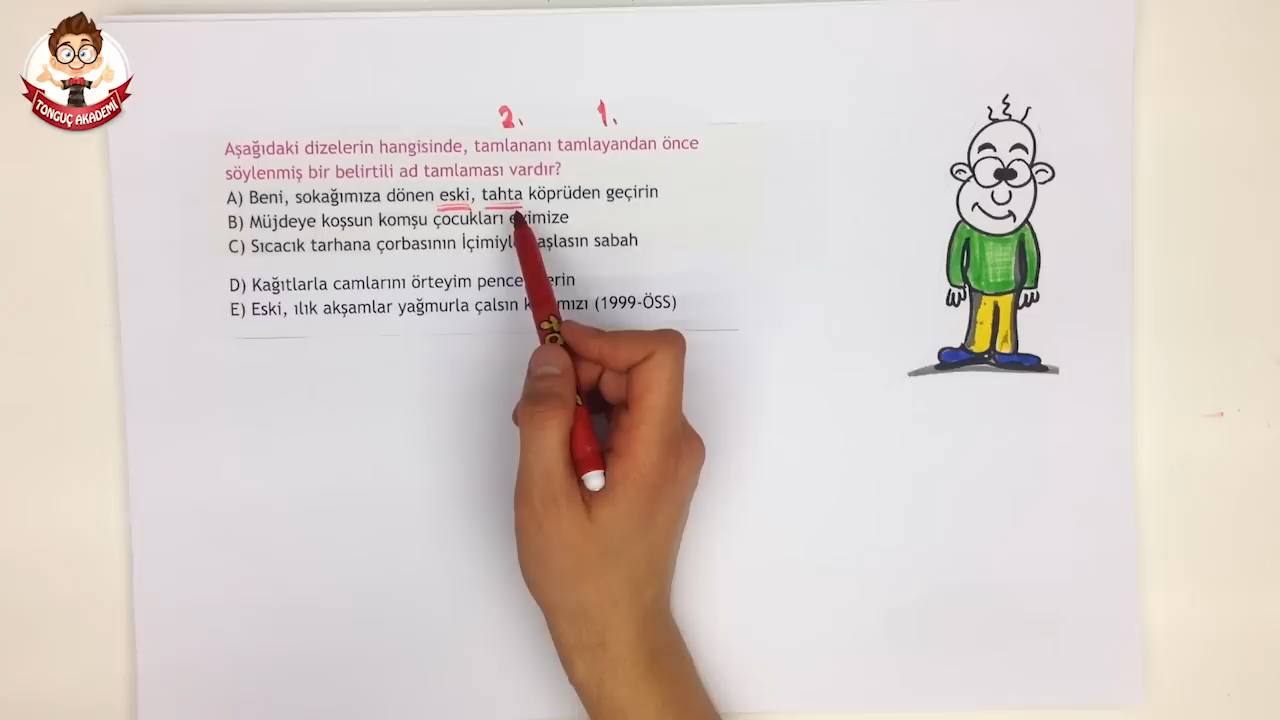 TONGUÇ AKADEMİ
2. 1.
Aşağıdaki dizelerin hangisinde, tamlananı tamlayandan önce
söylenmiş bir belirtili ad tamlaması vardır?
A) Beni, sokağımıza dönen eski, tahta köprüden geçirin
B) Müjdeye koşsun komşu çocukları
C) Sıcacık tarhana çorbasının İçimiyle başlasın sabah
D) Kağıtlarla camlarını örteyim
E) Eski, ılık akşamlar yağmurla çalsın (1999-ÖSS)